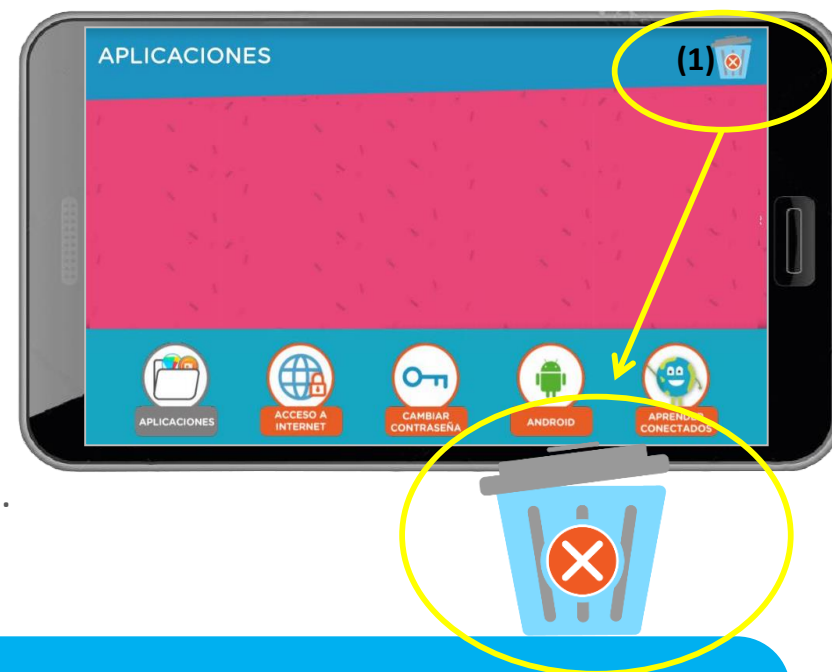 APLICACIONES
(1)
APLICACIONES
ACCESO A
INTERNET
CAMBIAR
CONTRASEÑA
ANDROID
APRENDER
CONECTADOS
.